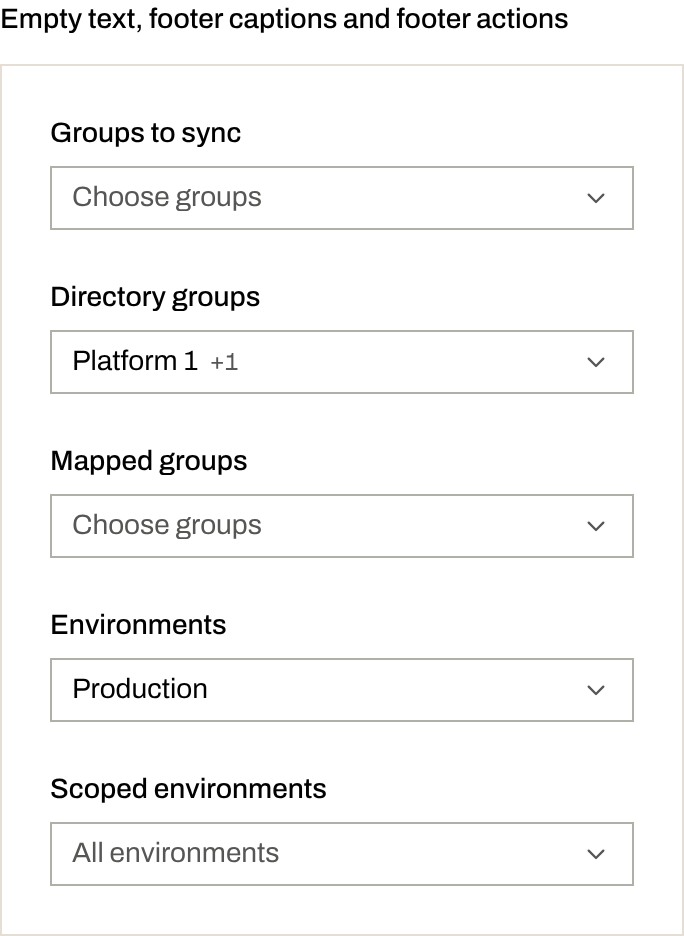 Empty text, footer captions and footer actions
Groups to sync
Choose groups
Directory groups
Platform 1 +1
Mapped groups
Choose groups
Environments
Production
Scoped environments
All environments